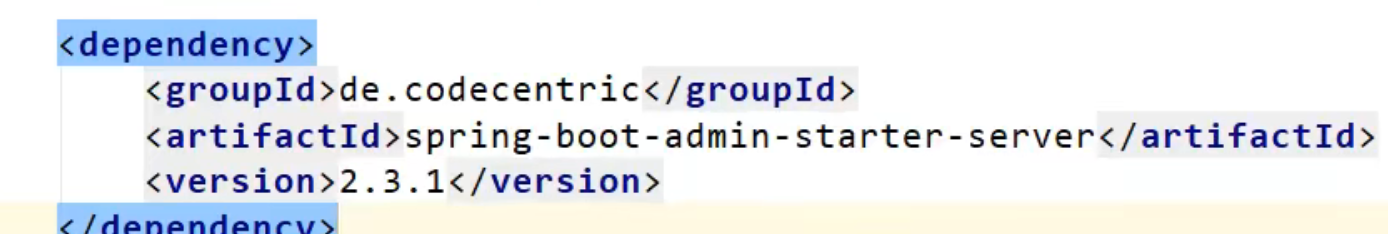 <dependency>
<groupId>de.codecentric</groupId>
<artifactId>spring-boot-admin-starter-server</artifactId>
<version>2.3.1</version>
</dependency>